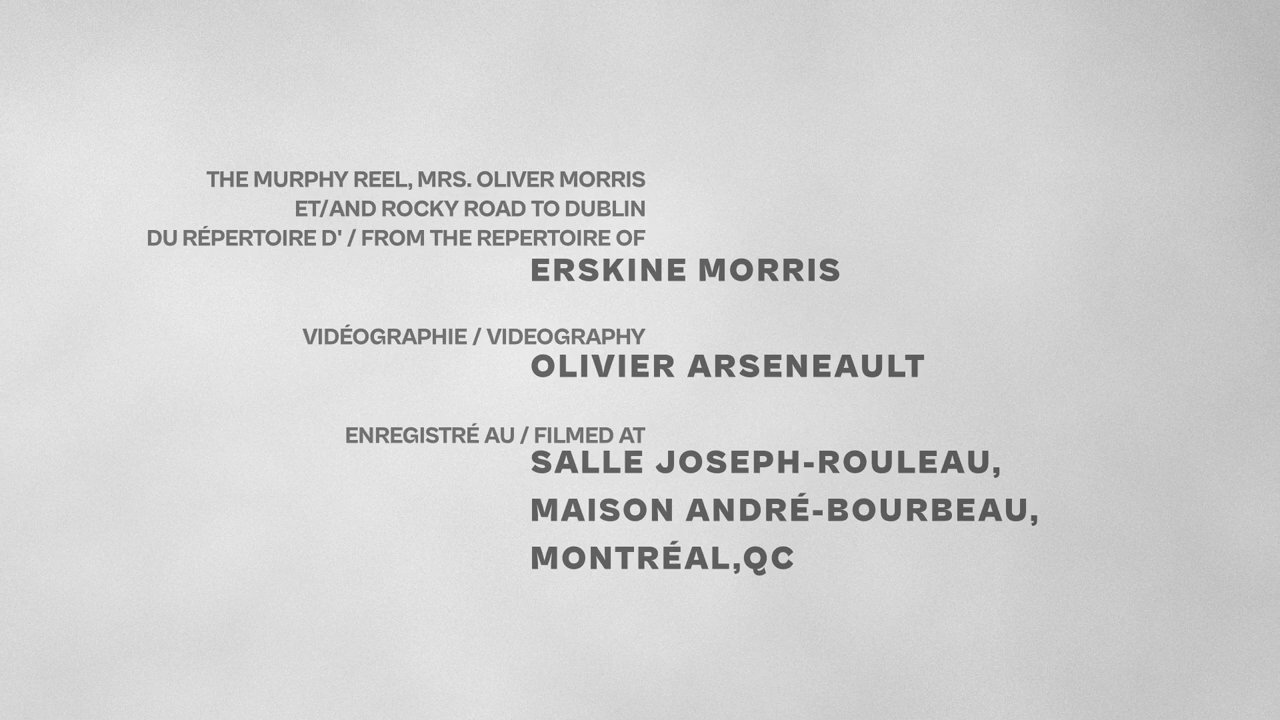 THE MURPHY REEL, MRS. OLIVER MORRIS
ET/AND ROCKY ROAD TO DUBLIN
DU RÉPERTOIRE D' / FROM THE REPERTOIRE OF
ERSKINE MORRIS
VIDÉOGRAPHIE / VIDEOGRAPHY
OLIVIER ARSENEAULT
ENREGISTRÉ AU / FILMED AT
SALLE JOSEPH-ROULEAU,
MAISON ANDRÉ-BOURBEAU,
MONTRÉAL,QC